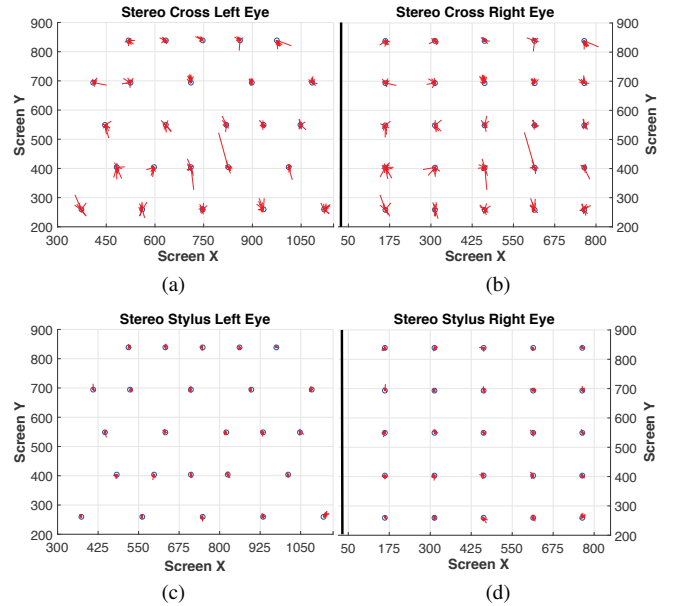 Stereo Cross Left Eye
Stereo Cross Right Eye
900
800
700
600
500
400
300
200
Screen Y
300 450 600 750 900 1050
Screen X
(a)
50 175 300 425 550 675 800
Screen X
900
800
700
600
500
400
300
200
Screen Y
(b)
Stereo Stylus Left Eye
Stereo Stylus Right Eye
900
800
700
600
500
400
300
200
Screen Y
300 425 550 675 800 925 1050
Screen X
(c)
50 175 300 425 550 675 800
Screen X
900
800
700
600
500
400
300
200
Screen Y
(d)